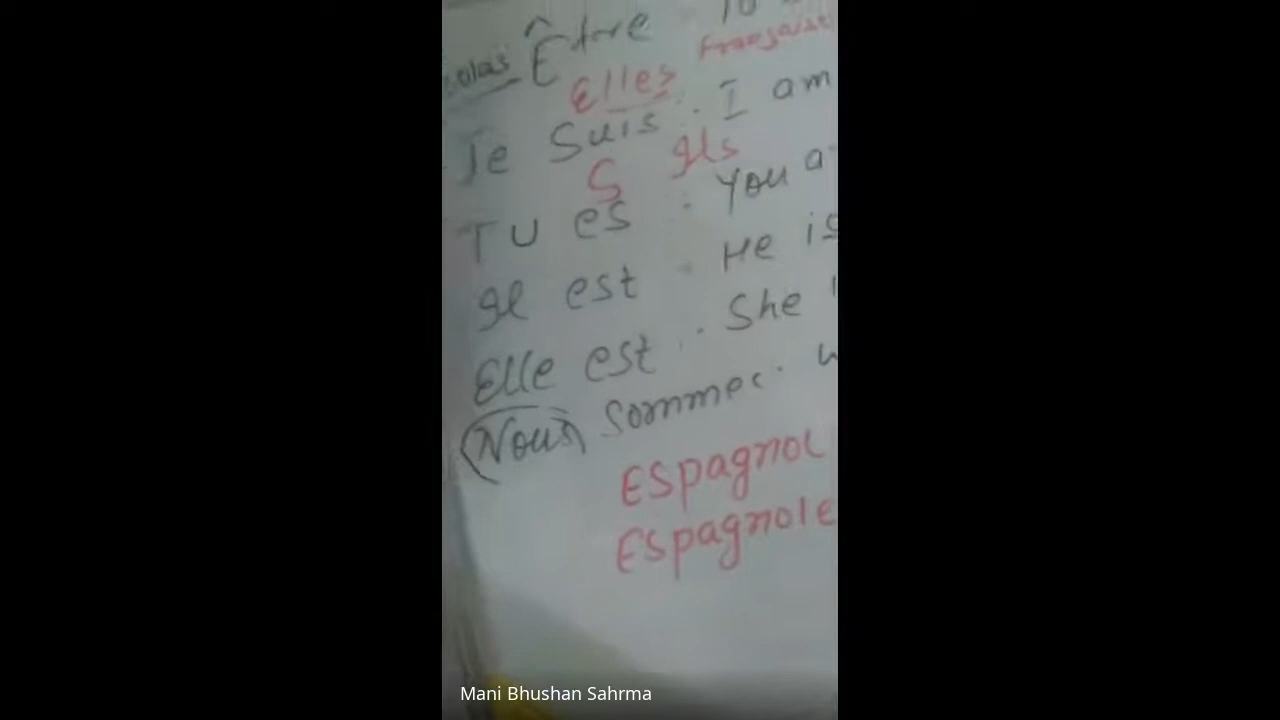 Être
Elles
Je Suis . I am
S Ils
TU es . You
Il est . He is
Elle est . She
Nous Sommes .
ESpagnol
ESpagnole
Mani Bhushan Sahrma